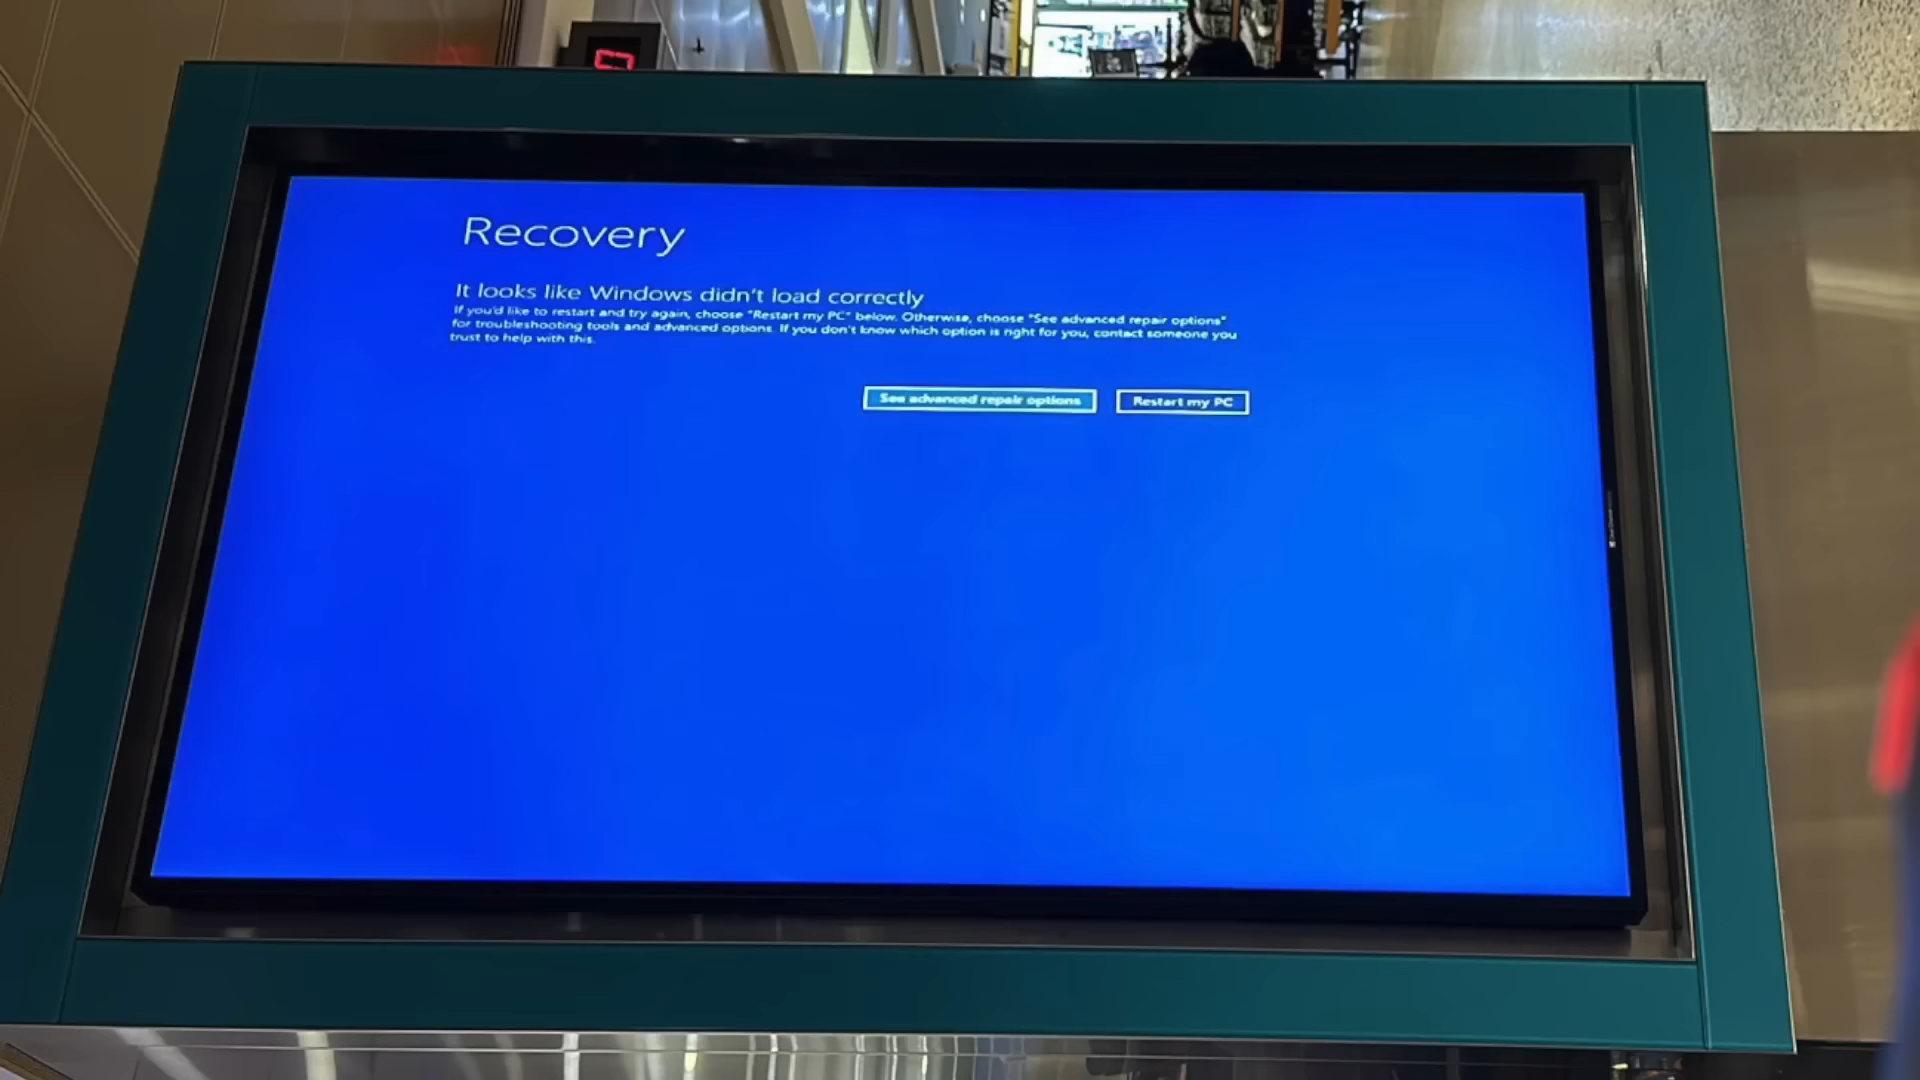 Recovery
It looks like Windows didn't load correctly
If you'd like to restart and try again, choose "Restart my PC" below. Otherwise, choose "See advanced repair options"
for troubleshooting tools and advanced options. If you don't know which option is right for you, contact someone you
trust to help with this.
See advanced repair options
Restart my PC